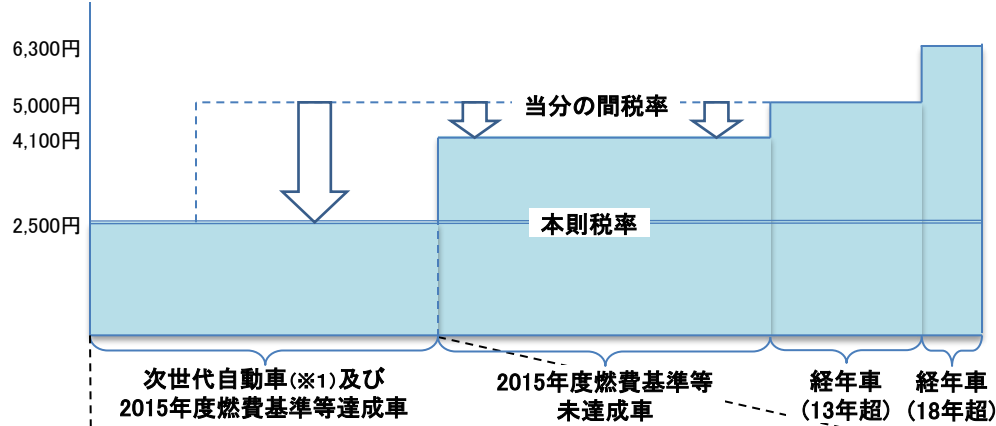 6,300円
5,000円
4,100円
2,500円
当分の間税率
本則税率
次世代自動車(※1)及び
2015年度燃費基準等達成車
2015年度燃費基準等
未達成車
経年車
(13年超)
経年車
(18年超)